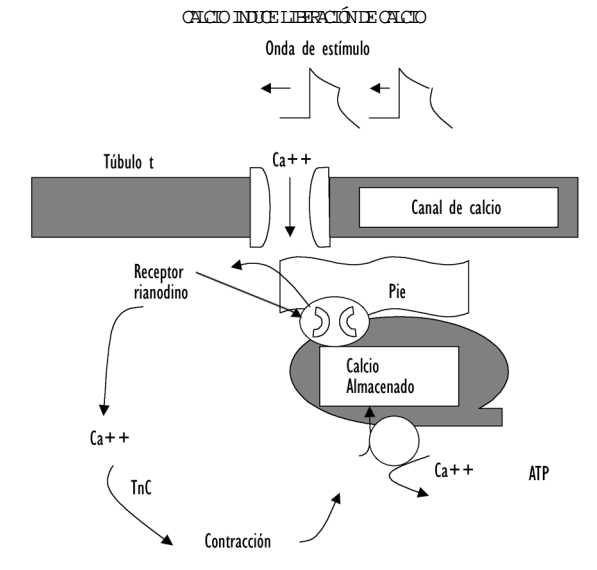 CALCIO INDUCE LIBERACIÓN DE CALCIO
Onda de estímulo
Túbulo t
Ca++
Canal de calcio
Receptor
rianodino
Pie
Calcio
Almacenado
Ca++
Ca++
ATP
TnC
Contracción